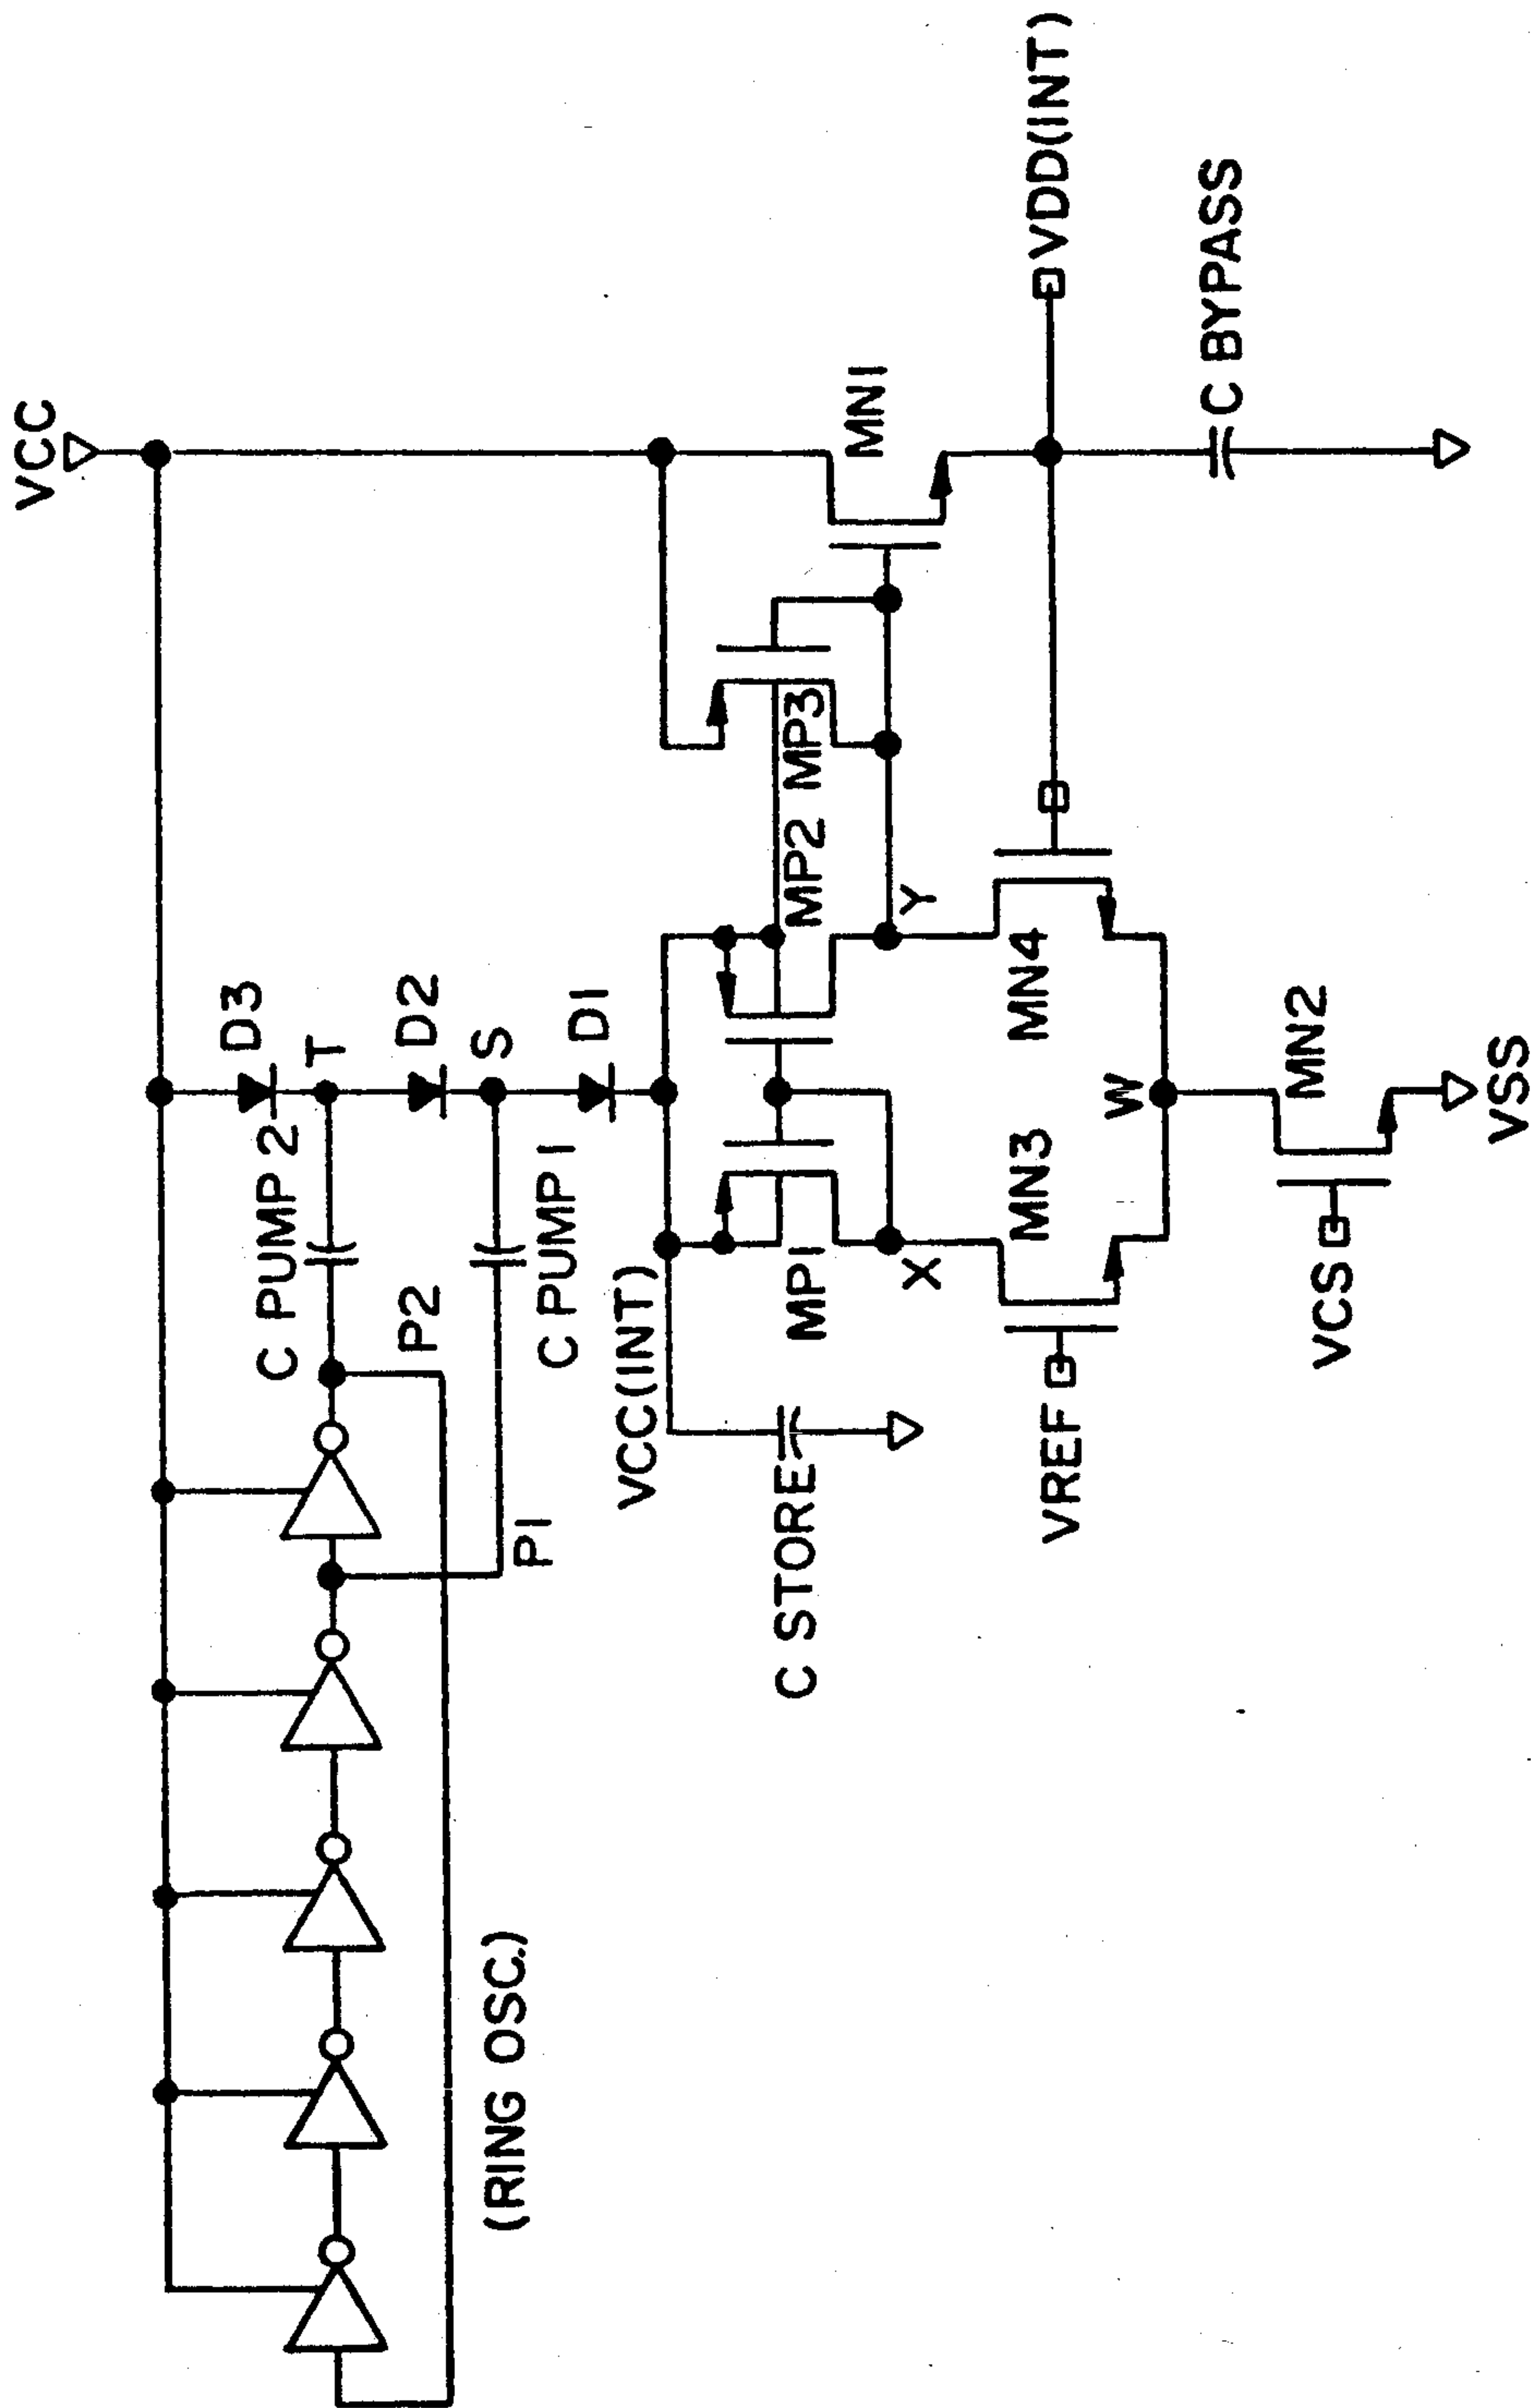 VCC
D3
T
C PUMP 2
D2
P2
S
C PUMP 1
D1
P1
(RING OSC.)
VCC(INT)
MP1
MP2
MP3
MN1
C STORE
X
Y
VDD(INT)
MN3
MN4
VREF
W
C BYPASS
MN2
VCS
VSS